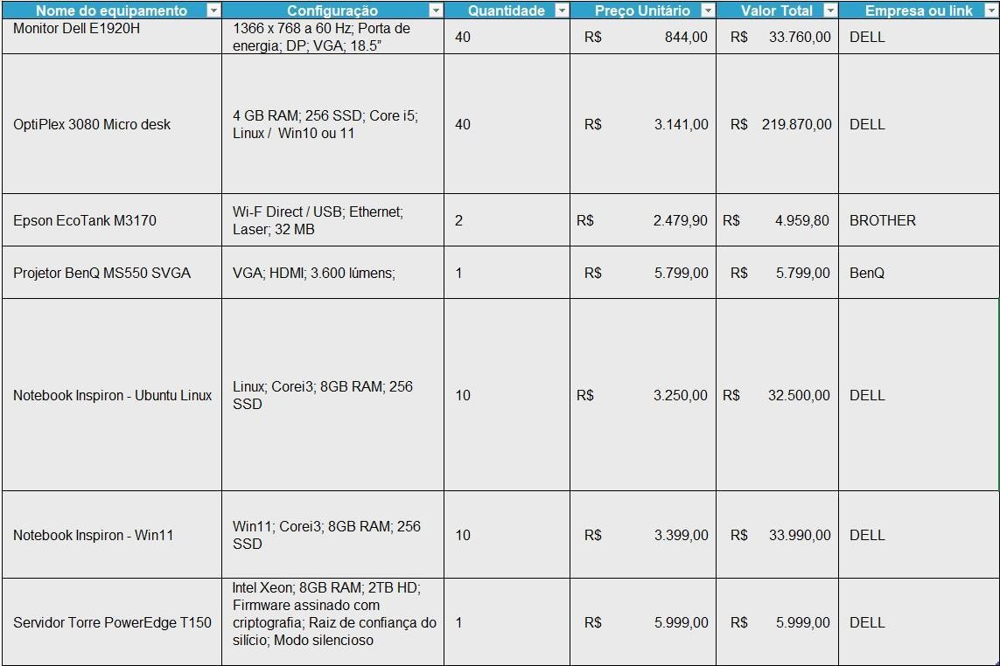 Nome do equipamento Configuração Quantidade Preço Unitário Valor Total Empresa ou link
Monitor Dell E1920H 1366 x 768 a 60 Hz; Porta de
energia; DP; VGA; 18.5” 40 R$ 844,00 R$ 33.760,00 DELL
OptiPlex 3080 Micro desk 4 GB RAM; 256 SSD; Core i5;
Linux / Win10 ou 11 40 R$ 3.141,00 R$ 219.870,00 DELL
Epson EcoTank M3170 Wi-F Direct / USB; Ethernet;
Laser; 32 MB 2 R$ 2.479,90 R$ 4.959,80 BROTHER
Projetor BenQ MS550 SVGA VGA; HDMI; 3.600 lúmens; 1 R$ 5.799,00 R$ 5.799,00 BenQ
Notebook Inspiron - Ubuntu Linux Linux; Corei3; 8GB RAM; 256
SSD 10 R$ 3.250,00 R$ 32.500,00 DELL
Notebook Inspiron - Win11 Win11; Corei3; 8GB RAM; 256
SSD 10 R$ 3.399,00 R$ 33.990,00 DELL
Servidor Torre PowerEdge T150 Intel Xeon; 8GB RAM; 2TB HD;
Firmware assinado com
criptografia; Raiz de confiança do
silício; Modo silencioso 1 R$ 5.999,00 R$ 5.999,00 DELL